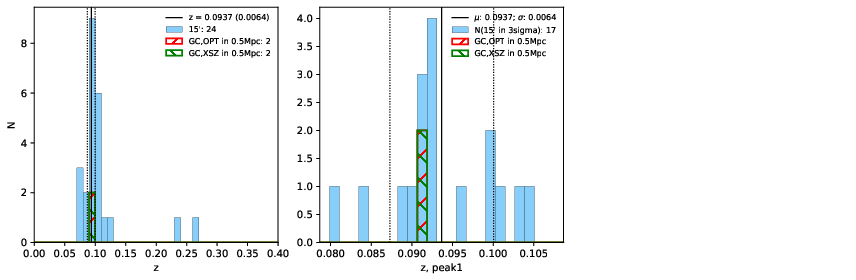 z = 0.0937 (0.0064)
15': 24
GC,OPT in 0.5Mpc: 2
GC,XSZ in 0.5Mpc: 2
8
6
4
2
0
N
0.00 0.05 0.10 0.15 0.20 0.25 0.30 0.35 0.40
z
μ: 0.0937; σ: 0.0064
N(15' in 3sigma): 17
GC,OPT in 0.5Mpc
GC,XSZ in 0.5Mpc
4.0
3.5
3.0
2.5
2.0
1.5
1.0
0.5
0.0
0.080 0.085 0.090 0.095 0.100 0.105
z, peak1